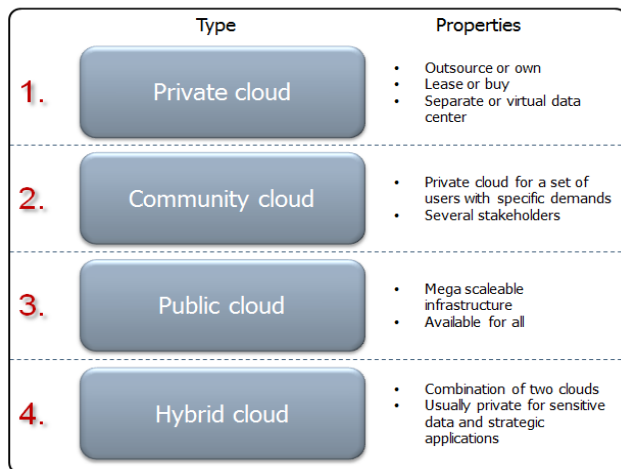 Type
Properties
1.
Private cloud
• Outsource or own
• Lease or buy
• Separate or virtual data
center
2.
Community cloud
• Private cloud for a set of
users with specific demands
• Several stakeholders
3.
Public cloud
• Mega scaleable
infrastructure
• Available for all
4.
Hybrid cloud
• Combination of two clouds
• Usually private for sensitive
data and strategic
applications